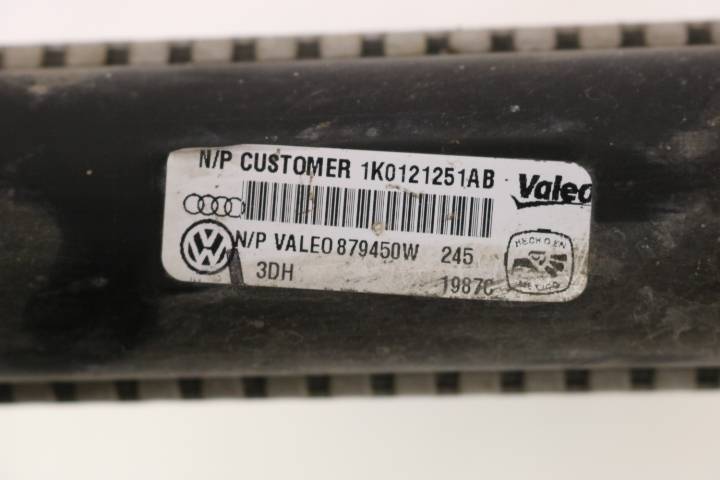 N/P CUSTOMER 1K0121251AB
Valeo
N/P VALEO 879450W 245
3DH 1987C
HECHO EN
MEXICO